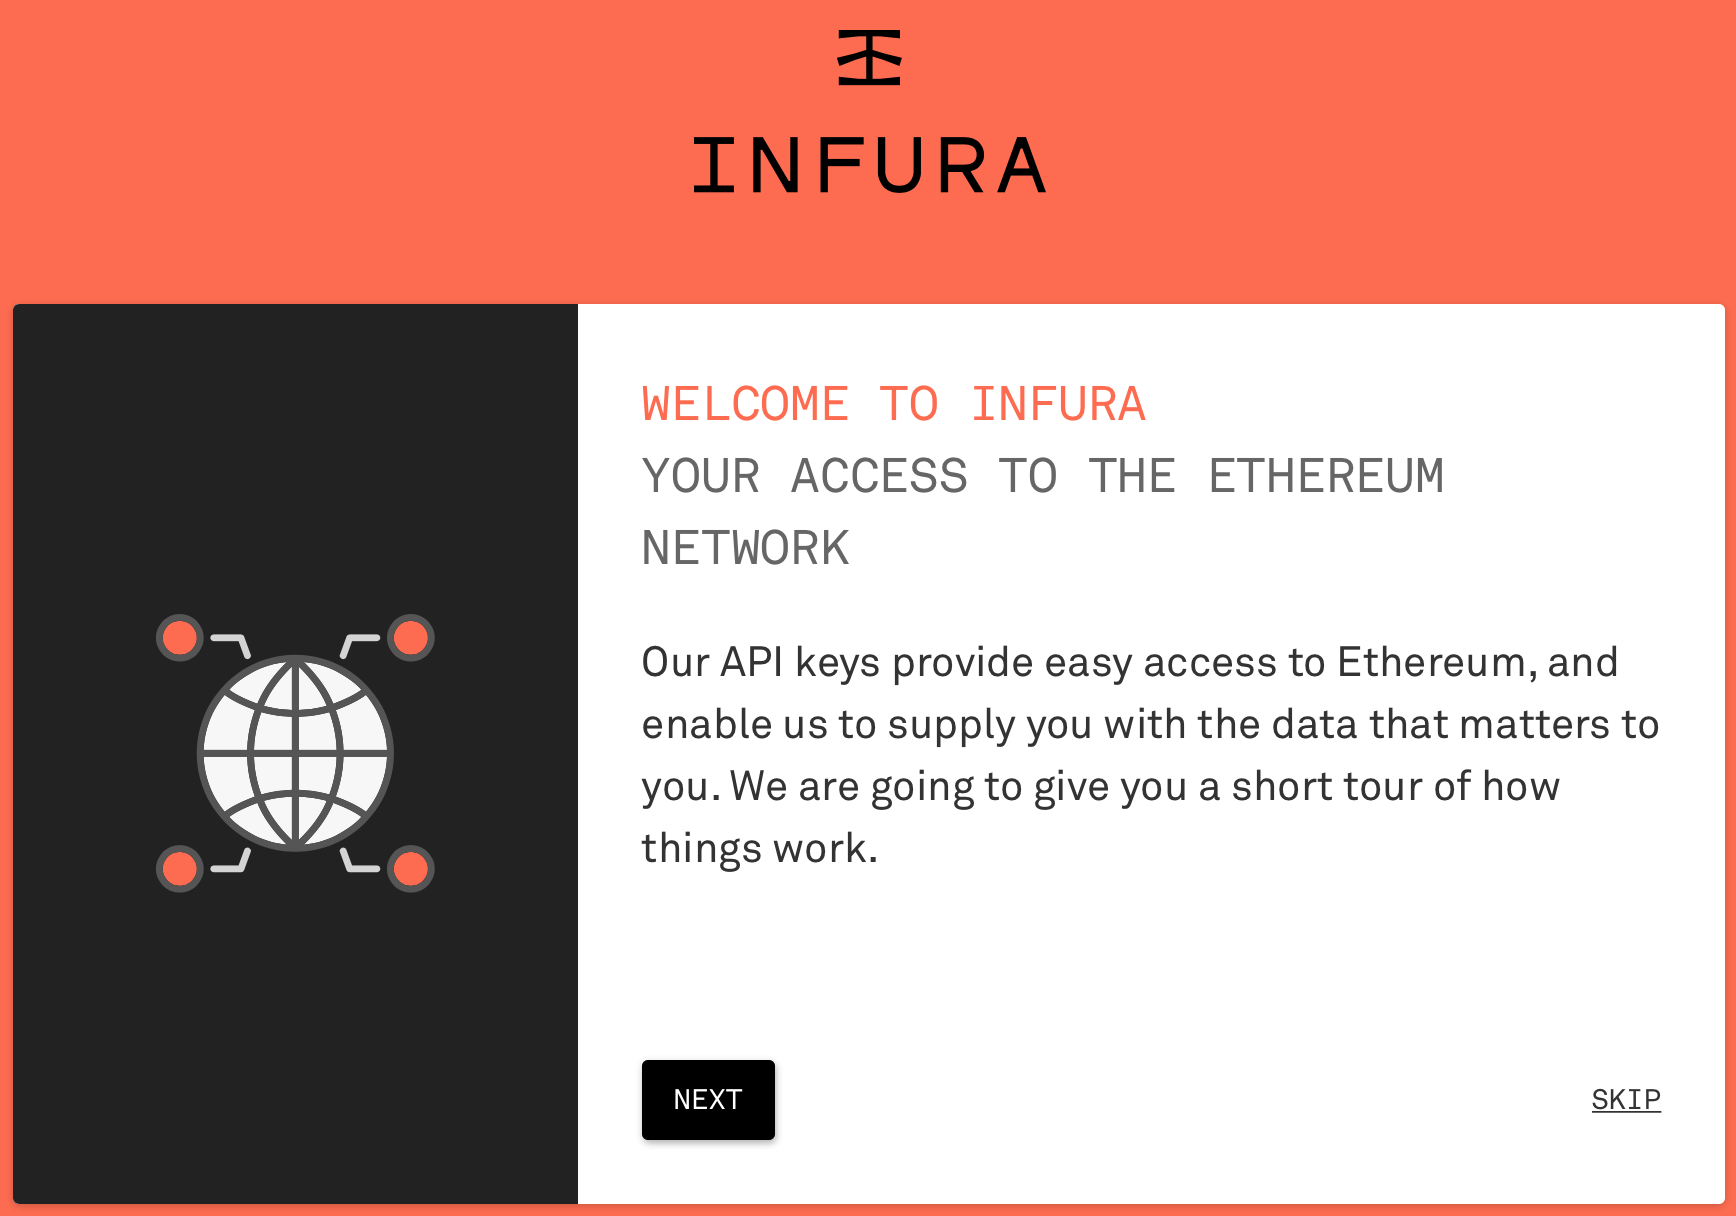 INFURA
WELCOME TO INFURA
YOUR ACCESS TO THE ETHEREUM
NETWORK
Our API keys provide easy access to Ethereum, and
enable us to supply you with the data that matters to
you. We are going to give you a short tour of how
things work.
NEXT
SKIP